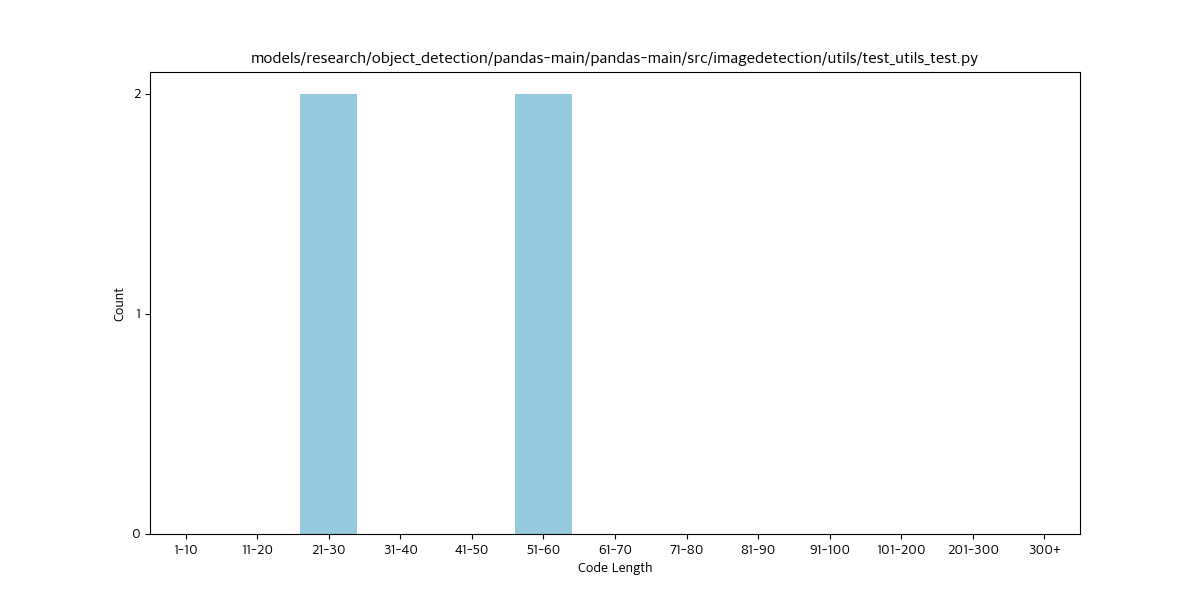 models/research/object_detection/pandas-main/pandas-main/src/imagedetection/utils/test_utils_test.py
2
1
0
Count
1-10 11-20 21-30 31-40 41-50 51-60 61-70 71-80 81-90 91-100 101-200 201-300 300+
Code Length